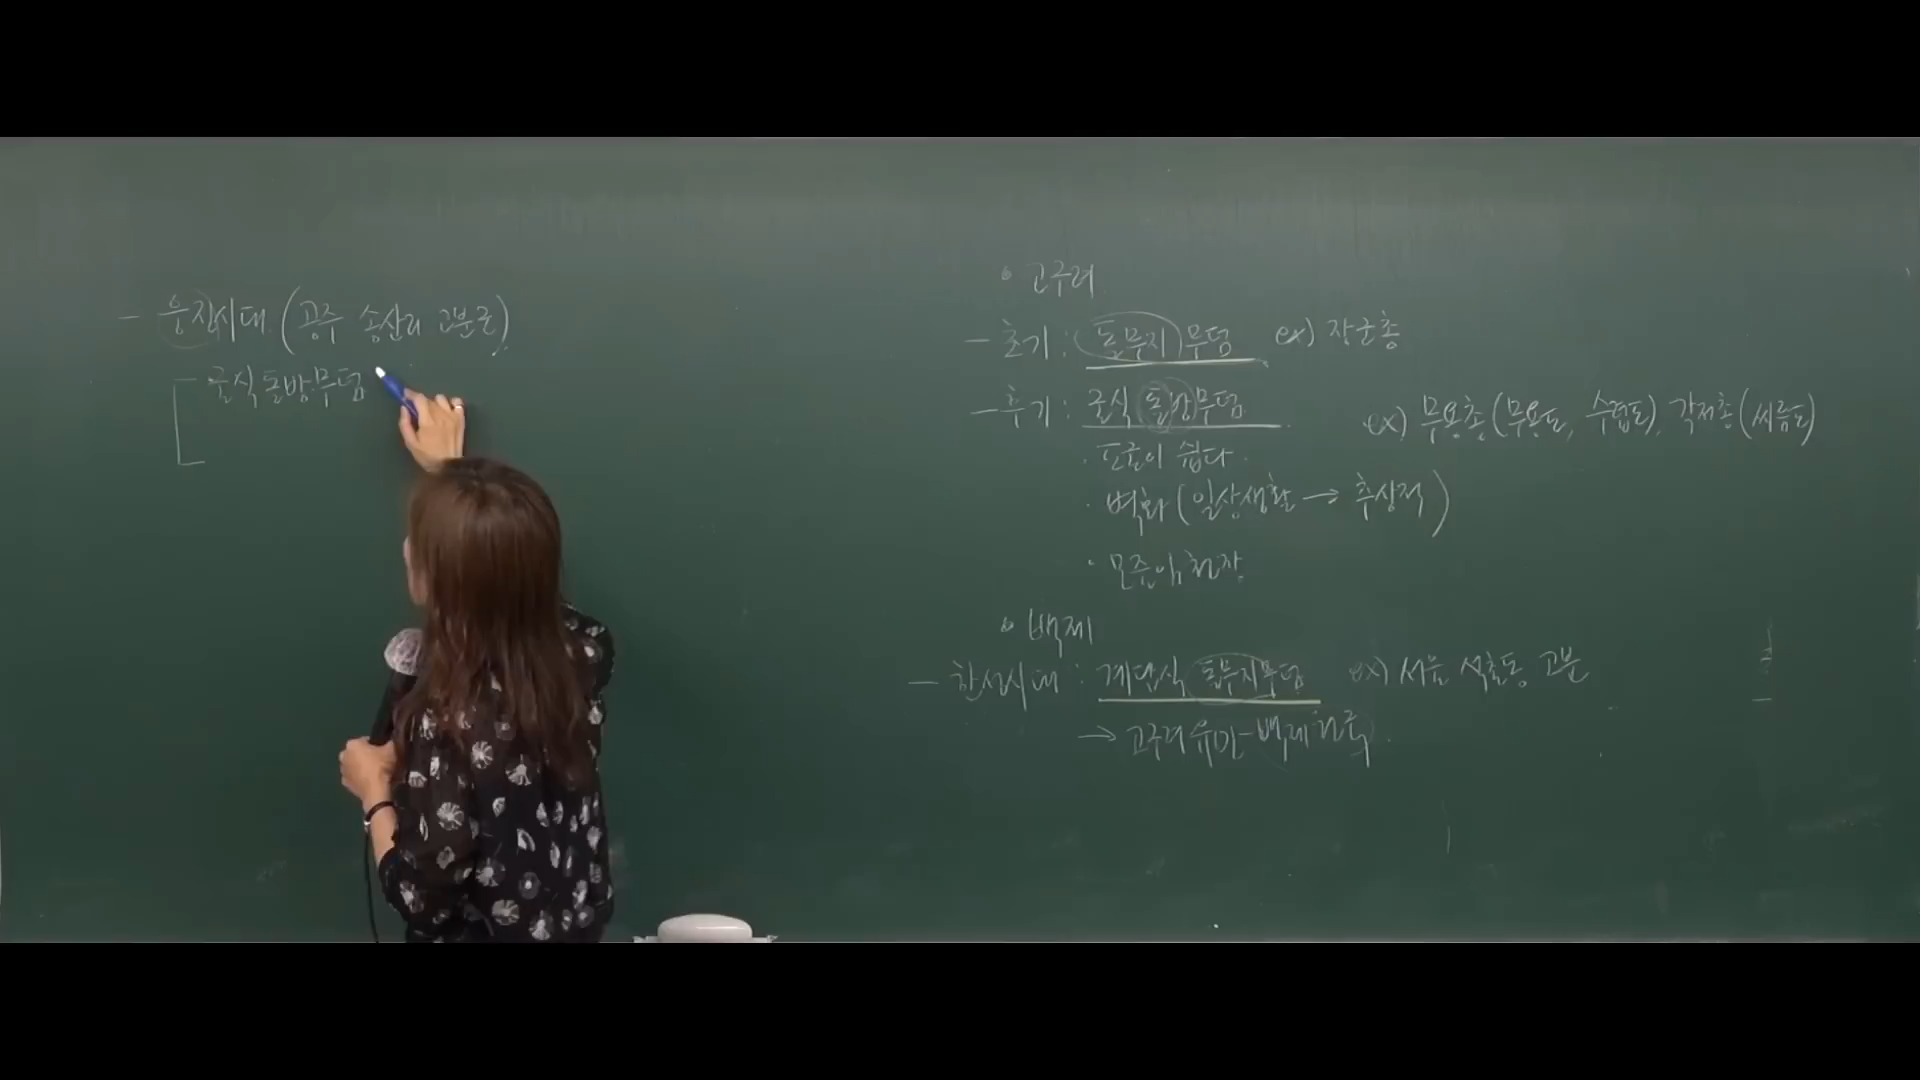 - 웅진시대 (공주 송산리 고분군)
굴식돌방무덤
• 고구려
- 초기 : 돌무지무덤 ex) 장군총
- 후기 : 굴식 돌방무덤 ex) 무용총(무용도, 수렵도), 각저총(씨름도)
· 도굴이 쉽다.
· 벽화 (일상생활 → 추상적)
· 모줄임천장
• 백제
- 한성시대 : 계단식 돌무지무덤 ex) 서울 석촌동 고분
→ 고구려 유이민-백제건국